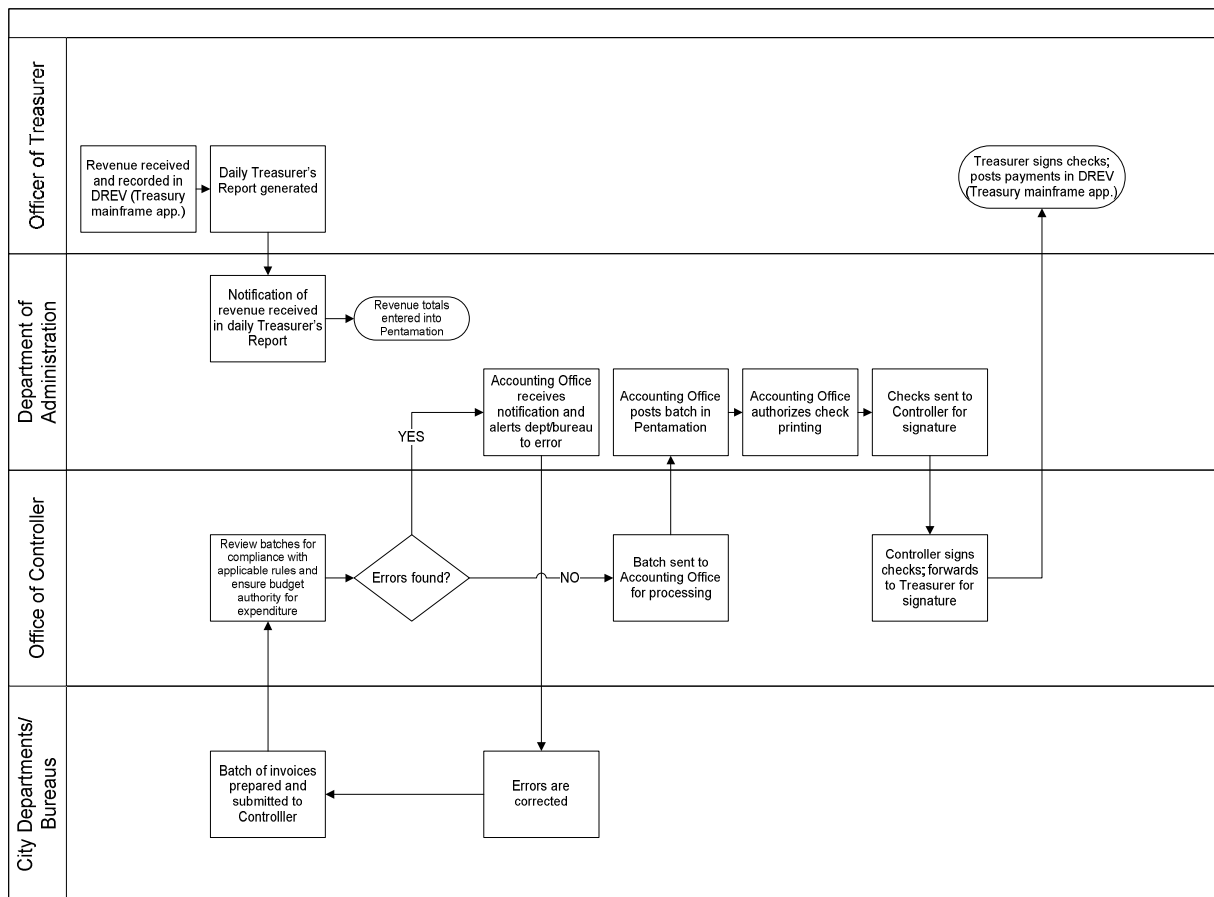 Officer of Treasurer
Revenue received
and recorded in
DREV (Treasury
mainframe app.)
Daily Treasurer's
Report generated
Treasurer signs checks;
posts payments in DREV
(Treasury mainframe app.)
Department of
Administration
Notification of
revenue received
in daily Treasurer's
Report
Revenue totals
entered into
Pentamation
Accounting Office
receives
notification and
alerts dept/bureau
to error
Accounting Office
posts batch in
Pentamation
Accounting Office
authorizes check
printing
Checks sent to
Controller for
signature
YES
Office of Controller
Review batches for
compliance with
applicable rules and
ensure budget
authority for
expenditure
Errors found?
NO
Batch sent to
Accounting Office
for processing
Controller signs
checks; forwards
to Treasurer for
signature
City Departments/
Bureaus
Batch of invoices
prepared and
submitted to
Controlller
Errors are
corrected